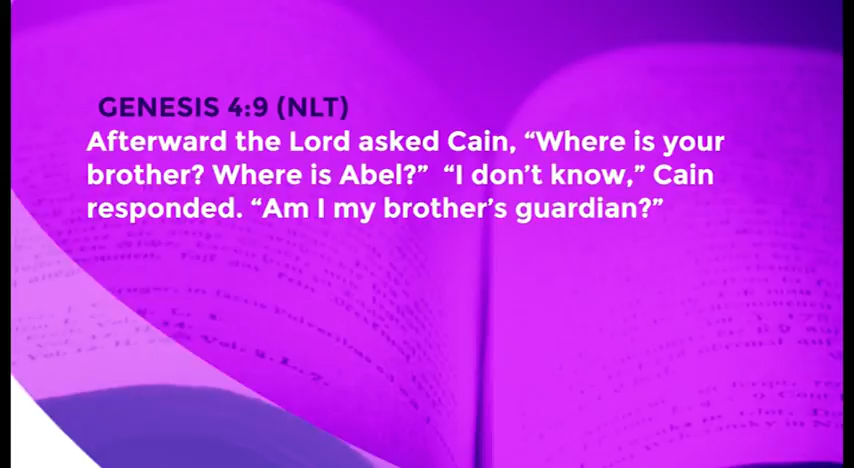 GENESIS 4:9 (NLT)
Afterward the Lord asked Cain, “Where is your
brother? Where is Abel?”  “I don’t know,” Cain
responded. “Am I my brother’s guardian?”